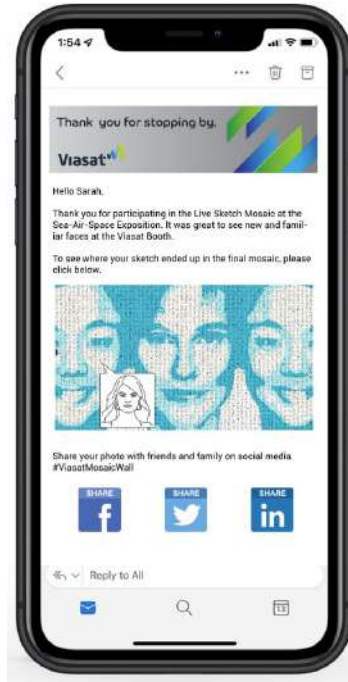 1:54
Thank you for stopping by.
Viasat
Hello Sarah,
Thank you for participating in the Live Sketch Mosaic at the
Sea-Air-Space Exposition. It was great to see new and famil-
iar faces at the Viasat Booth.
To see where your sketch ended up in the final mosaic, please
click below.
Share your photo with friends and family on social media
#ViasatMosaicWall
SHARE SHARE SHARE
f in
Reply to All